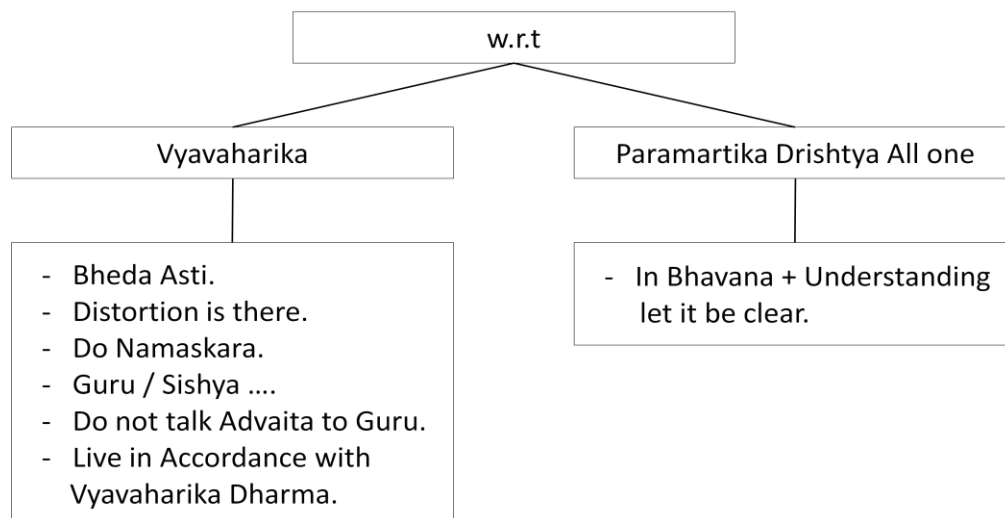 w.r.t
Vyavaharika
Paramartika Drishtya All one
- Bheda Asti.
- Distortion is there.
- Do Namaskara.
- Guru / Sishya ....
- Do not talk Advaita to Guru.
- Live in Accordance with
Vyavaharika Dharma.
- In Bhavana + Understanding
let it be clear.